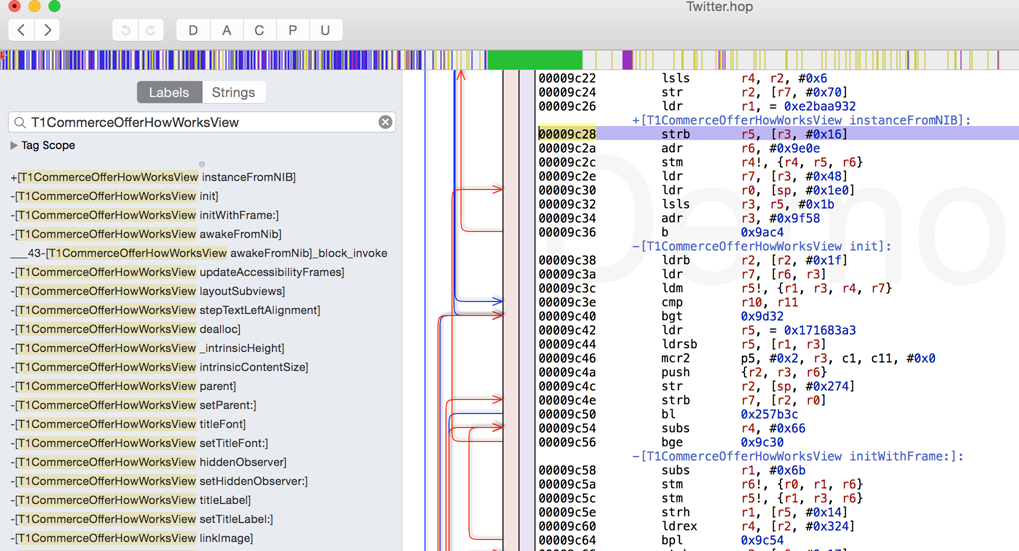 Twitter.hop
D A C P U
Labels Strings
T1CommerceOfferHowWorksView
Tag Scope
+[T1CommerceOfferHowWorksView instanceFromNIB]
-[T1CommerceOfferHowWorksView init]
-[T1CommerceOfferHowWorksView initWithFrame:]
-[T1CommerceOfferHowWorksView awakeFromNib]
___43-[T1CommerceOfferHowWorksView awakeFromNib]_block_invoke
-[T1CommerceOfferHowWorksView updateAccessibilityFrames]
-[T1CommerceOfferHowWorksView layoutSubviews]
-[T1CommerceOfferHowWorksView stepTextLeftAlignment]
-[T1CommerceOfferHowWorksView dealloc]
-[T1CommerceOfferHowWorksView _intrinsicHeight]
-[T1CommerceOfferHowWorksView intrinsicContentSize]
-[T1CommerceOfferHowWorksView parent]
-[T1CommerceOfferHowWorksView setParent:]
-[T1CommerceOfferHowWorksView titleFont]
-[T1CommerceOfferHowWorksView setTitleFont:]
-[T1CommerceOfferHowWorksView hiddenObserver]
-[T1CommerceOfferHowWorksView setHiddenObserver:]
-[T1CommerceOfferHowWorksView titleLabel]
-[T1CommerceOfferHowWorksView setTitleLabel:]
-[T1CommerceOfferHowWorksView linkImage]
00009c22 lsls r4, r2, #0x6
00009c24 str r2, [r7, #0x70]
00009c26 ldr r1, = 0xe2baa932
+[T1CommerceOfferHowWorksView instanceFromNIB]:
00009c28 strb r5, [r3, #0x16]
00009c2a adr r6, #0x9e0e
00009c2c stm r4!, {r4, r5, r6}
00009c2e ldr r7, [r3, #0x48]
00009c30 ldr r0, [sp, #0x1e0]
00009c32 lsls r3, r5, #0x1b
00009c34 adr r3, #0x9f58
00009c36 b 0x9ac4
-[T1CommerceOfferHowWorksView init]:
00009c38 ldrb r2, [r2, #0x1f]
00009c3a ldr r7, [r6, r3]
00009c3c ldm r5!, {r1, r3, r4, r7}
00009c3e cmp r10, r11
00009c40 bgt 0x9d32
00009c42 ldr r5, = 0x171683a3
00009c44 ldrsb r5, [r1, r3]
00009c46 mcr2 p5, #0x2, r3, c1, c11, #0x0
00009c4a push {r2, r3, r6}
00009c4c str r2, [sp, #0x274]
00009c4e strb r7, [r2, r0]
00009c50 bl 0x257b3c
00009c54 subs r4, #0x66
00009c56 bge 0x9c30
-[T1CommerceOfferHowWorksView initWithFrame:]:
00009c58 subs r1, #0x6b
00009c5a stm r6!, {r0, r1, r6}
00009c5c stm r5!, {r1, r3, r6}
00009c5e strh r1, [r5, #0x14]
00009c60 ldrex r4, [r2, #0x324]
00009c64 bpl 0x9c54
Demo